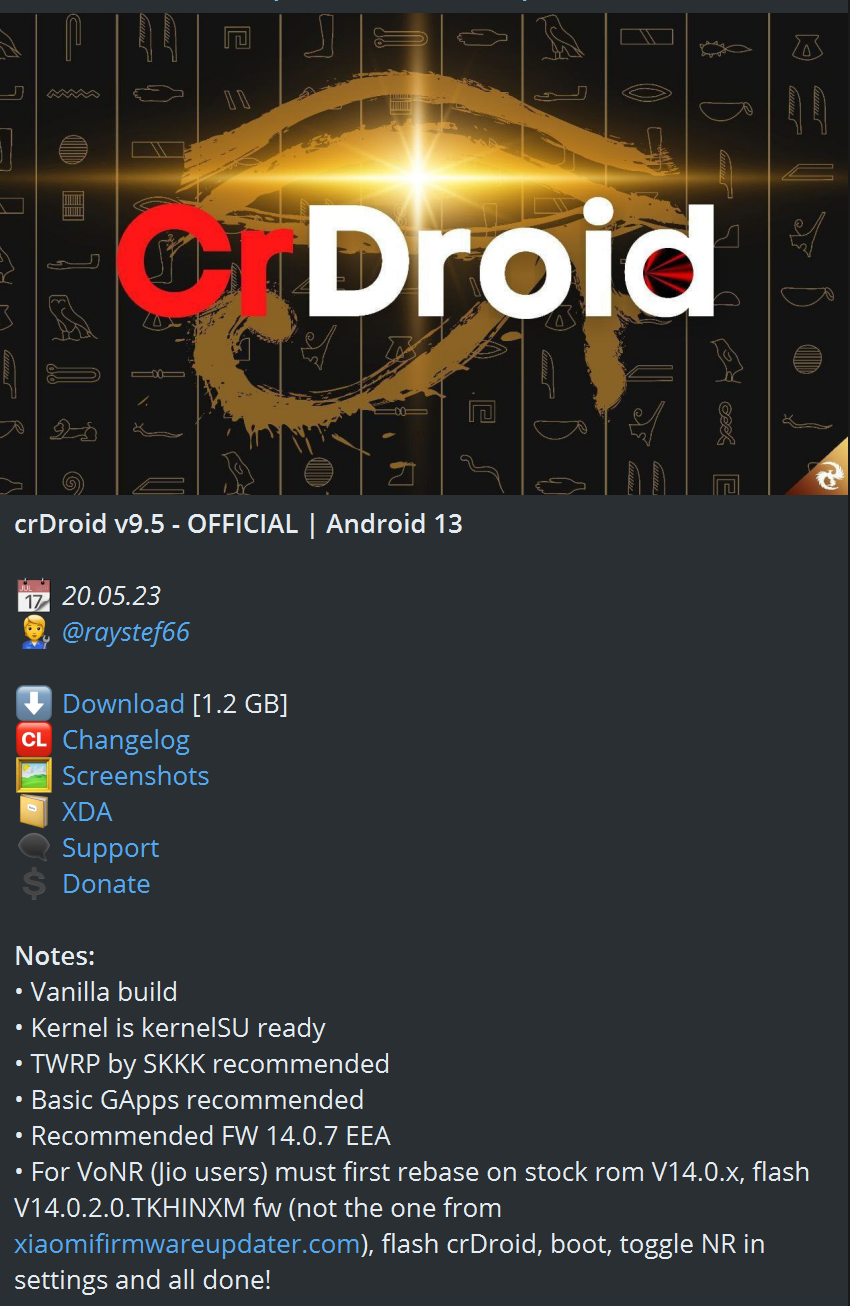 CrDroid
crDroid v9.5 - OFFICIAL | Android 13
JUL
17
20.05.23
@raystef66
Download [1.2 GB]
CL Changelog
Screenshots
XDA
Support
$ Donate
Notes:
• Vanilla build
• Kernel is kernelSU ready
• TWRP by SKKK recommended
• Basic GApps recommended
• Recommended FW 14.0.7 EEA
• For VoNR (Jio users) must first rebase on stock rom V14.0.x, flash
V14.0.2.0.TKHINXM fw (not the one from
xiaomifirmwareupdater.com), flash crDroid, boot, toggle NR in
settings and all done!